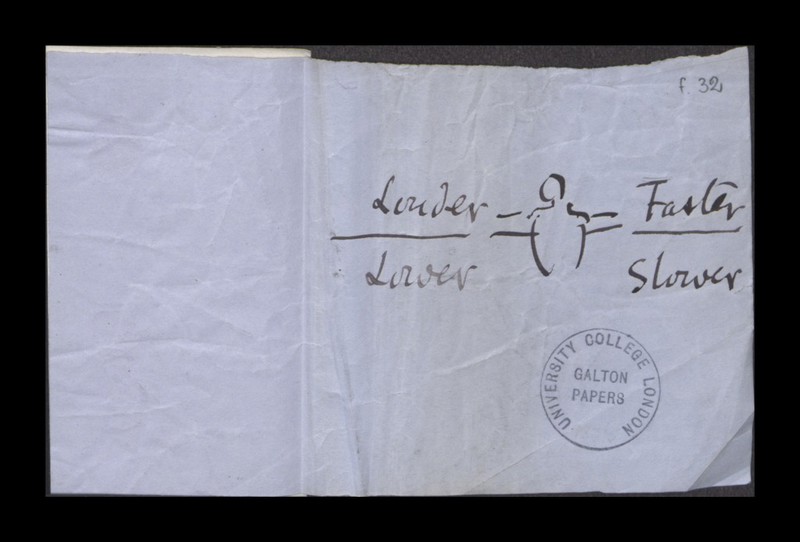 f. 32
Louder Faster
Lower Slower
UNIVERSITY COLLEGE LONDON
GALTON
PAPERS